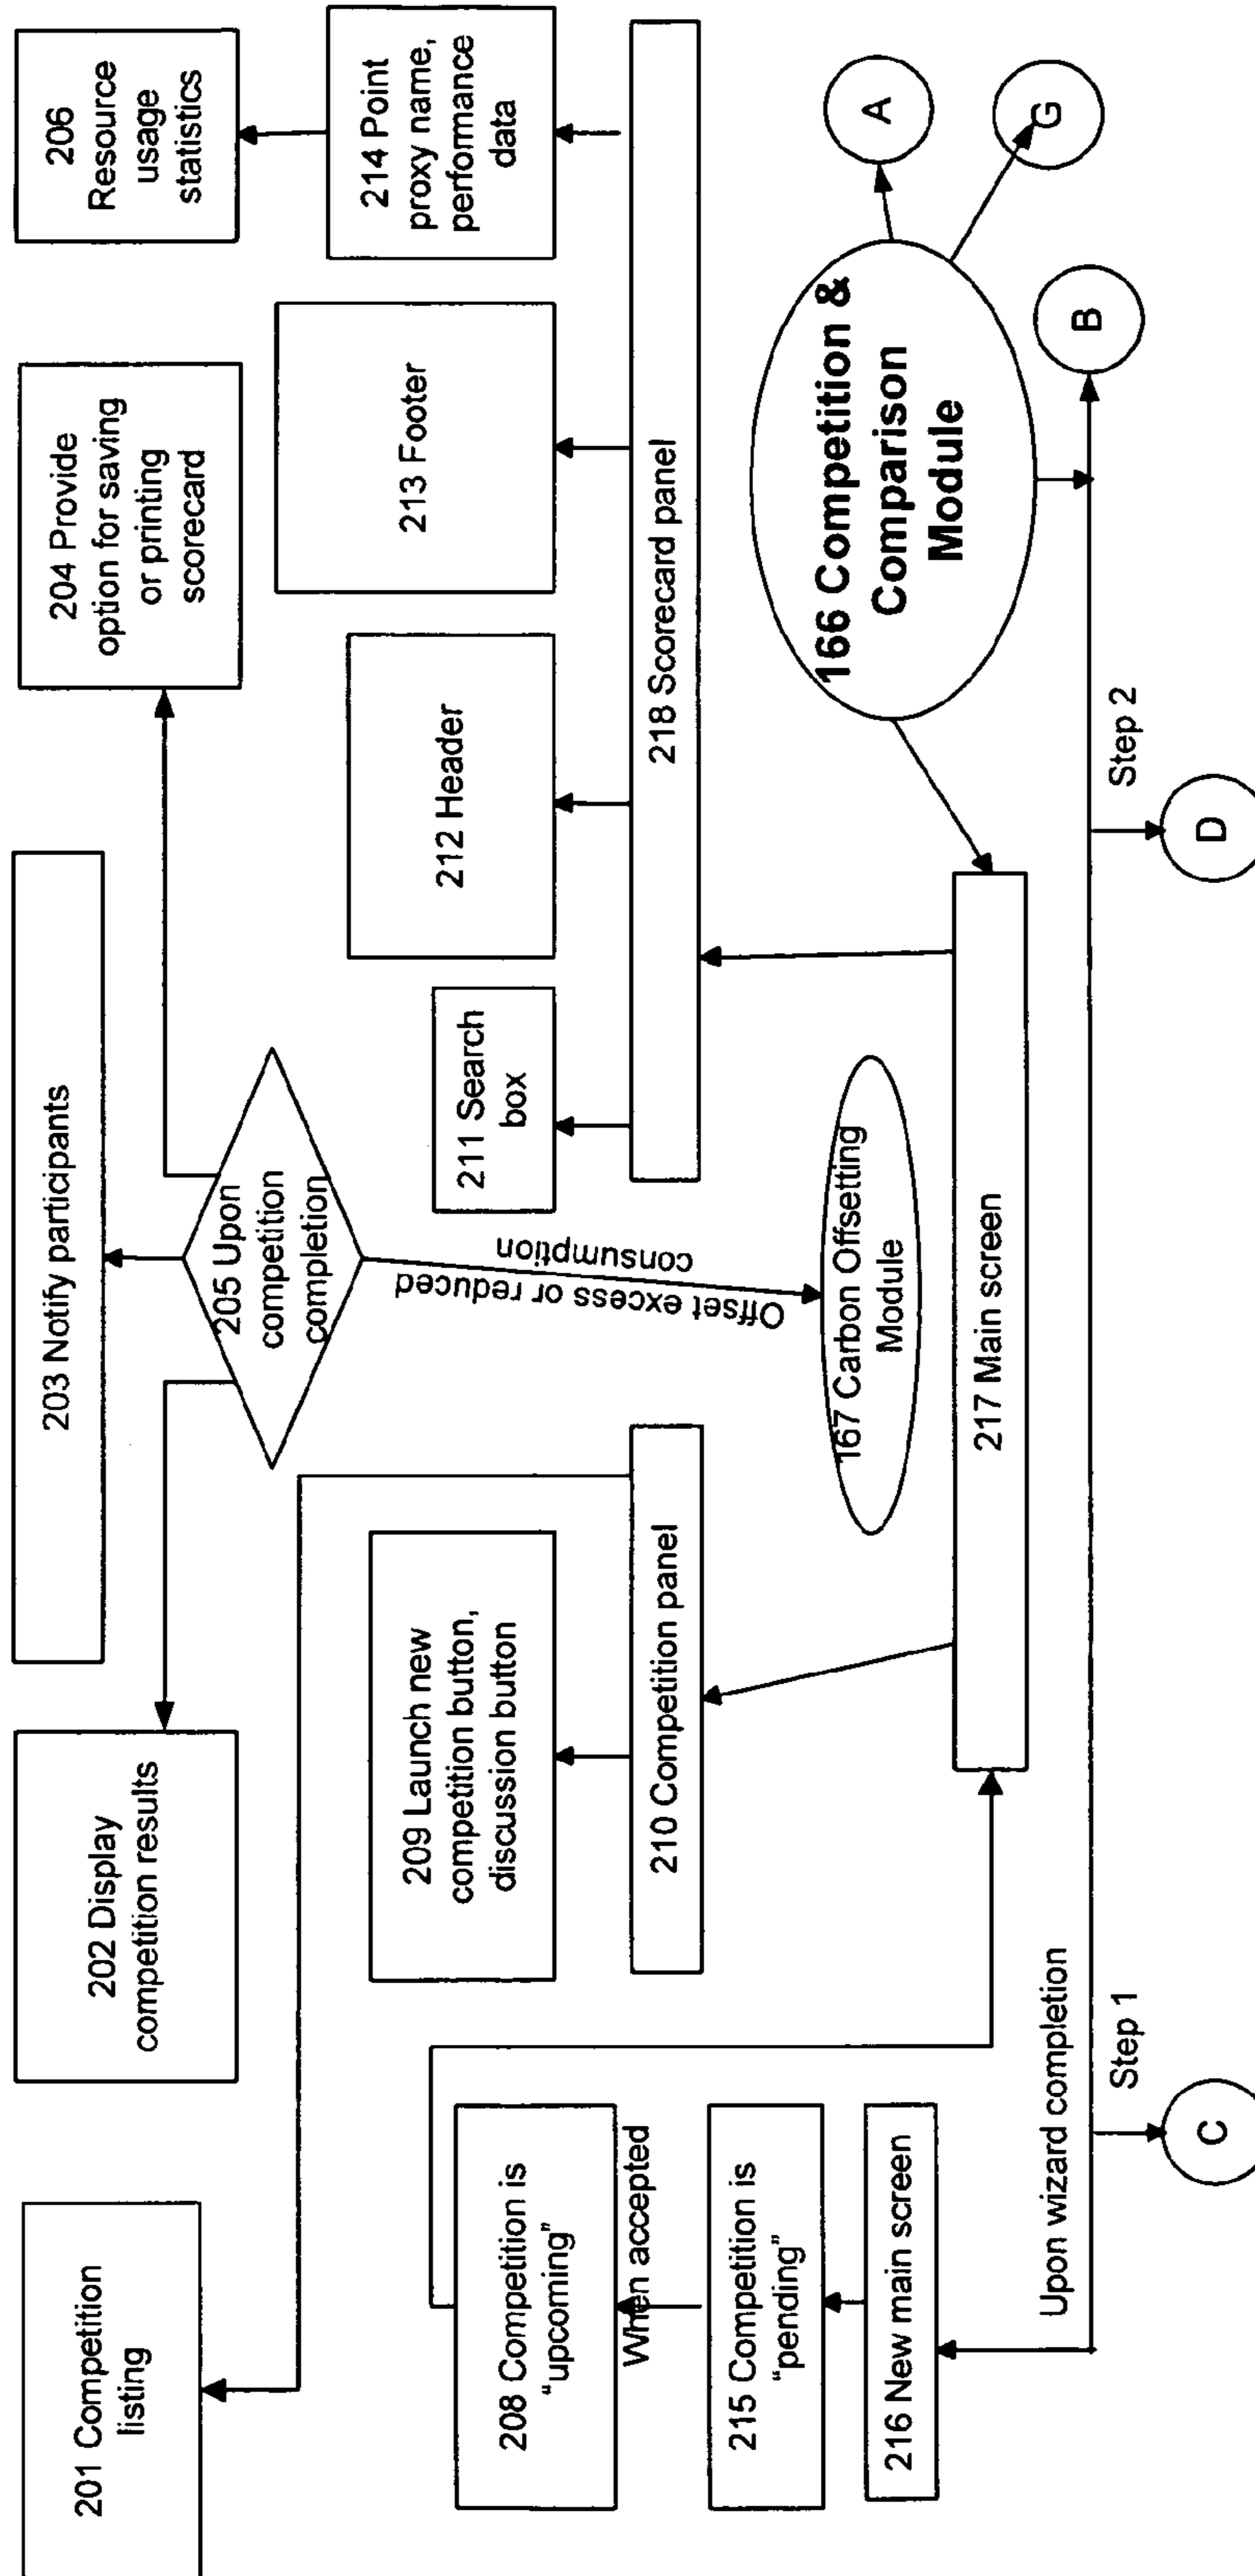 201 Competition
listing
202 Display
competition results
203 Notify participants
204 Provide
option for saving
or printing
scorecard
206
Resource
usage
statistics
205 Upon
competition
completion
208 Competition is
“upcoming”
When accepted
209 Launch new
competition button,
discussion button
Offset excess or reduced
consumption
211 Search
box
212 Header
213 Footer
214 Point
proxy name,
performance
data
215 Competition is
“pending”
210 Competition panel
218 Scorecard panel
216 New main screen
167 Carbon Offsetting
Module
166 Competition &
Comparison
Module
A
G
217 Main screen
B
Upon wizard completion
Step 1
Step 2
C
D